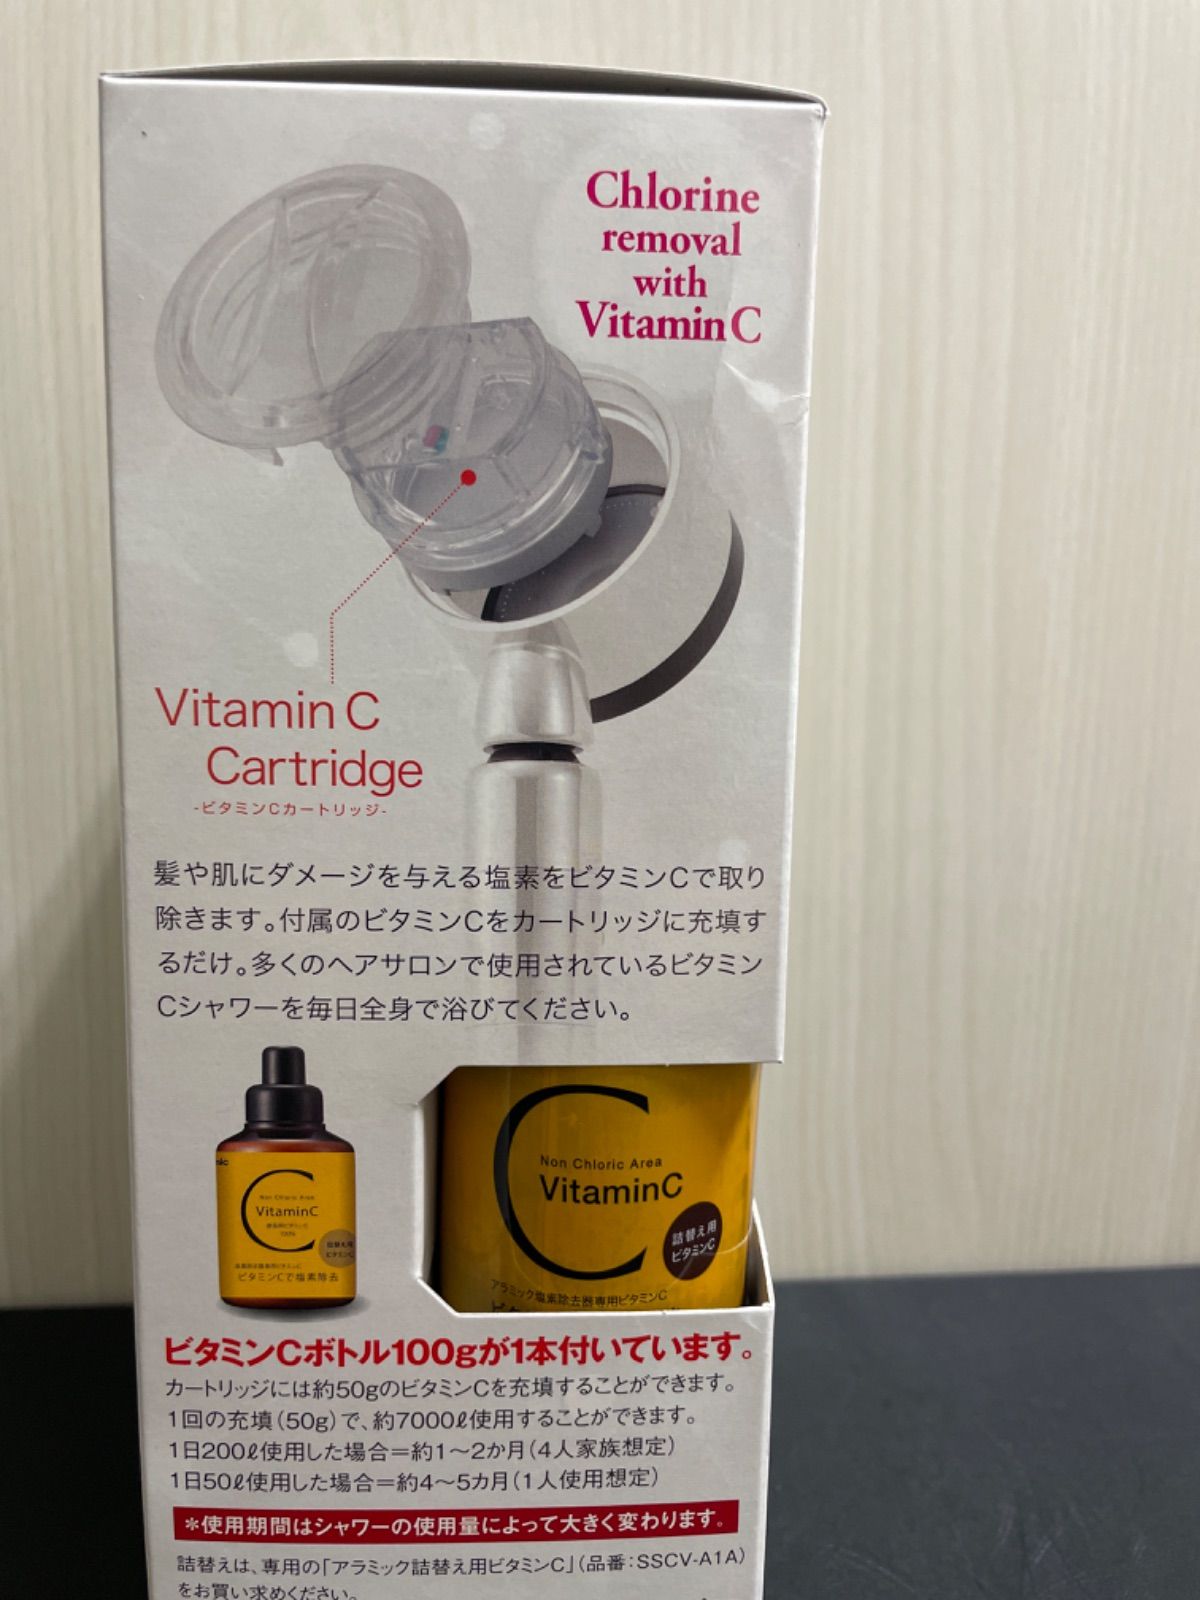 Chlorine
removal
with
Vitamin C
Vitamin C
Cartridge
-ビタミンCカートリッジ-
髪や肌にダメージを与える塩素をビタミンCで取り
除きます。付属のビタミンCをカートリッジに充填す
るだけ。多くのヘアサロンで使用されているビタミン
Cシャワーを毎日全身で浴びてください。
C
Non Chloric Area
VitaminC
詰替え用
ビタミンC
アラミック塩素除去器専用ビタミンC
C
Non Chloric Area
VitaminC
100%
詰替え用
ビタミンC
ビタミンCで塩素除去
ビタミンCボトル100gが1本付いています。
カートリッジには約50gのビタミンCを充填することができます。
1回の充填(50g)で、約7000ℓ使用することができます。
1日200ℓ使用した場合=約1〜2か月(4人家族想定)
1日50ℓ使用した場合=約4〜5カ月(1人使用想定)
*使用期間はシャワーの使用量によって大きく変わります。
詰替えは、専用の「アラミック詰替え用ビタミンC」(品番:SSCV-A1A)
をお買い求めください。